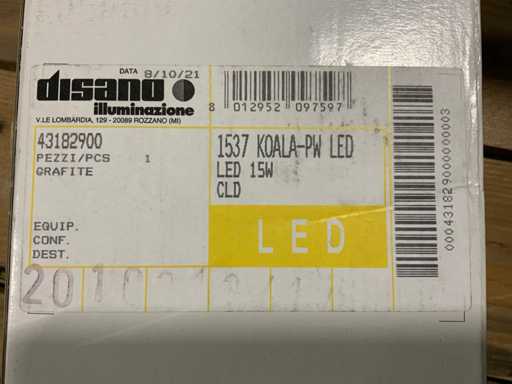 DATA 8/10/21
disano
illuminazione
V.LE LOMBARDIA, 129 - 20089 ROZZANO (MI)
8 012952 097597
43182900
PEZZI/PCS 1
GRAFITE
1537 KOALA-PW LED
LED 15W
CLD
EQUIP.
CONF.
DEST.
LED
0004318290000000003